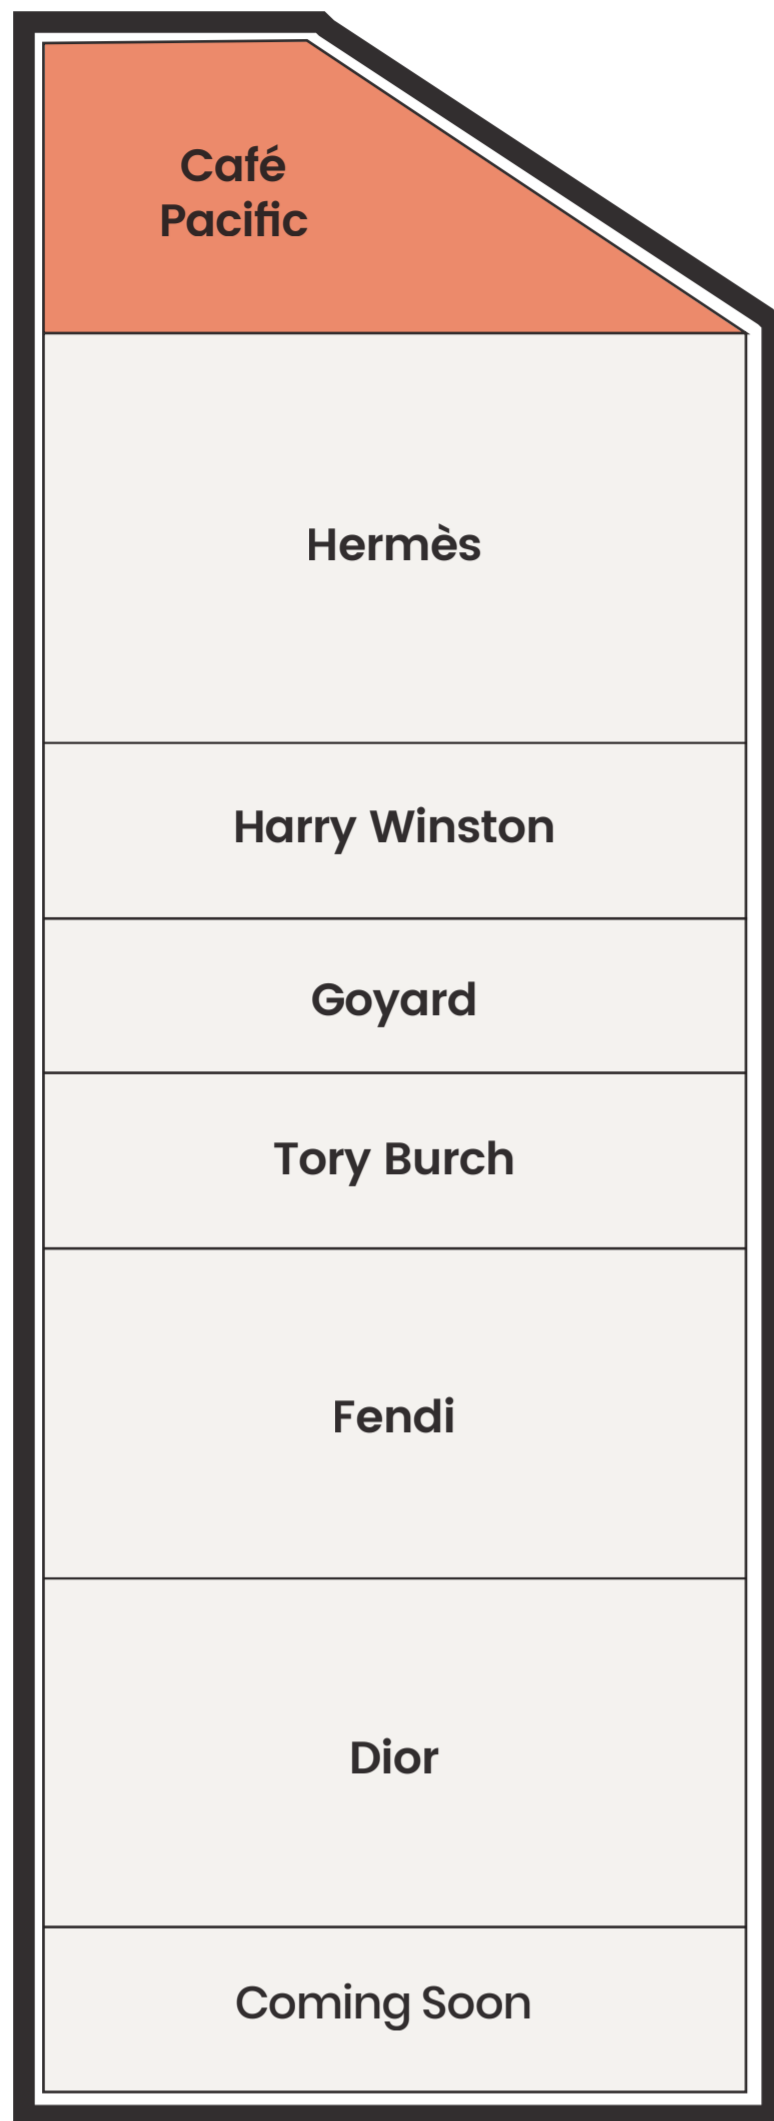 Café
Pacific
Hermès
Harry Winston
Goyard
Tory Burch
Fendi
Dior
Coming Soon